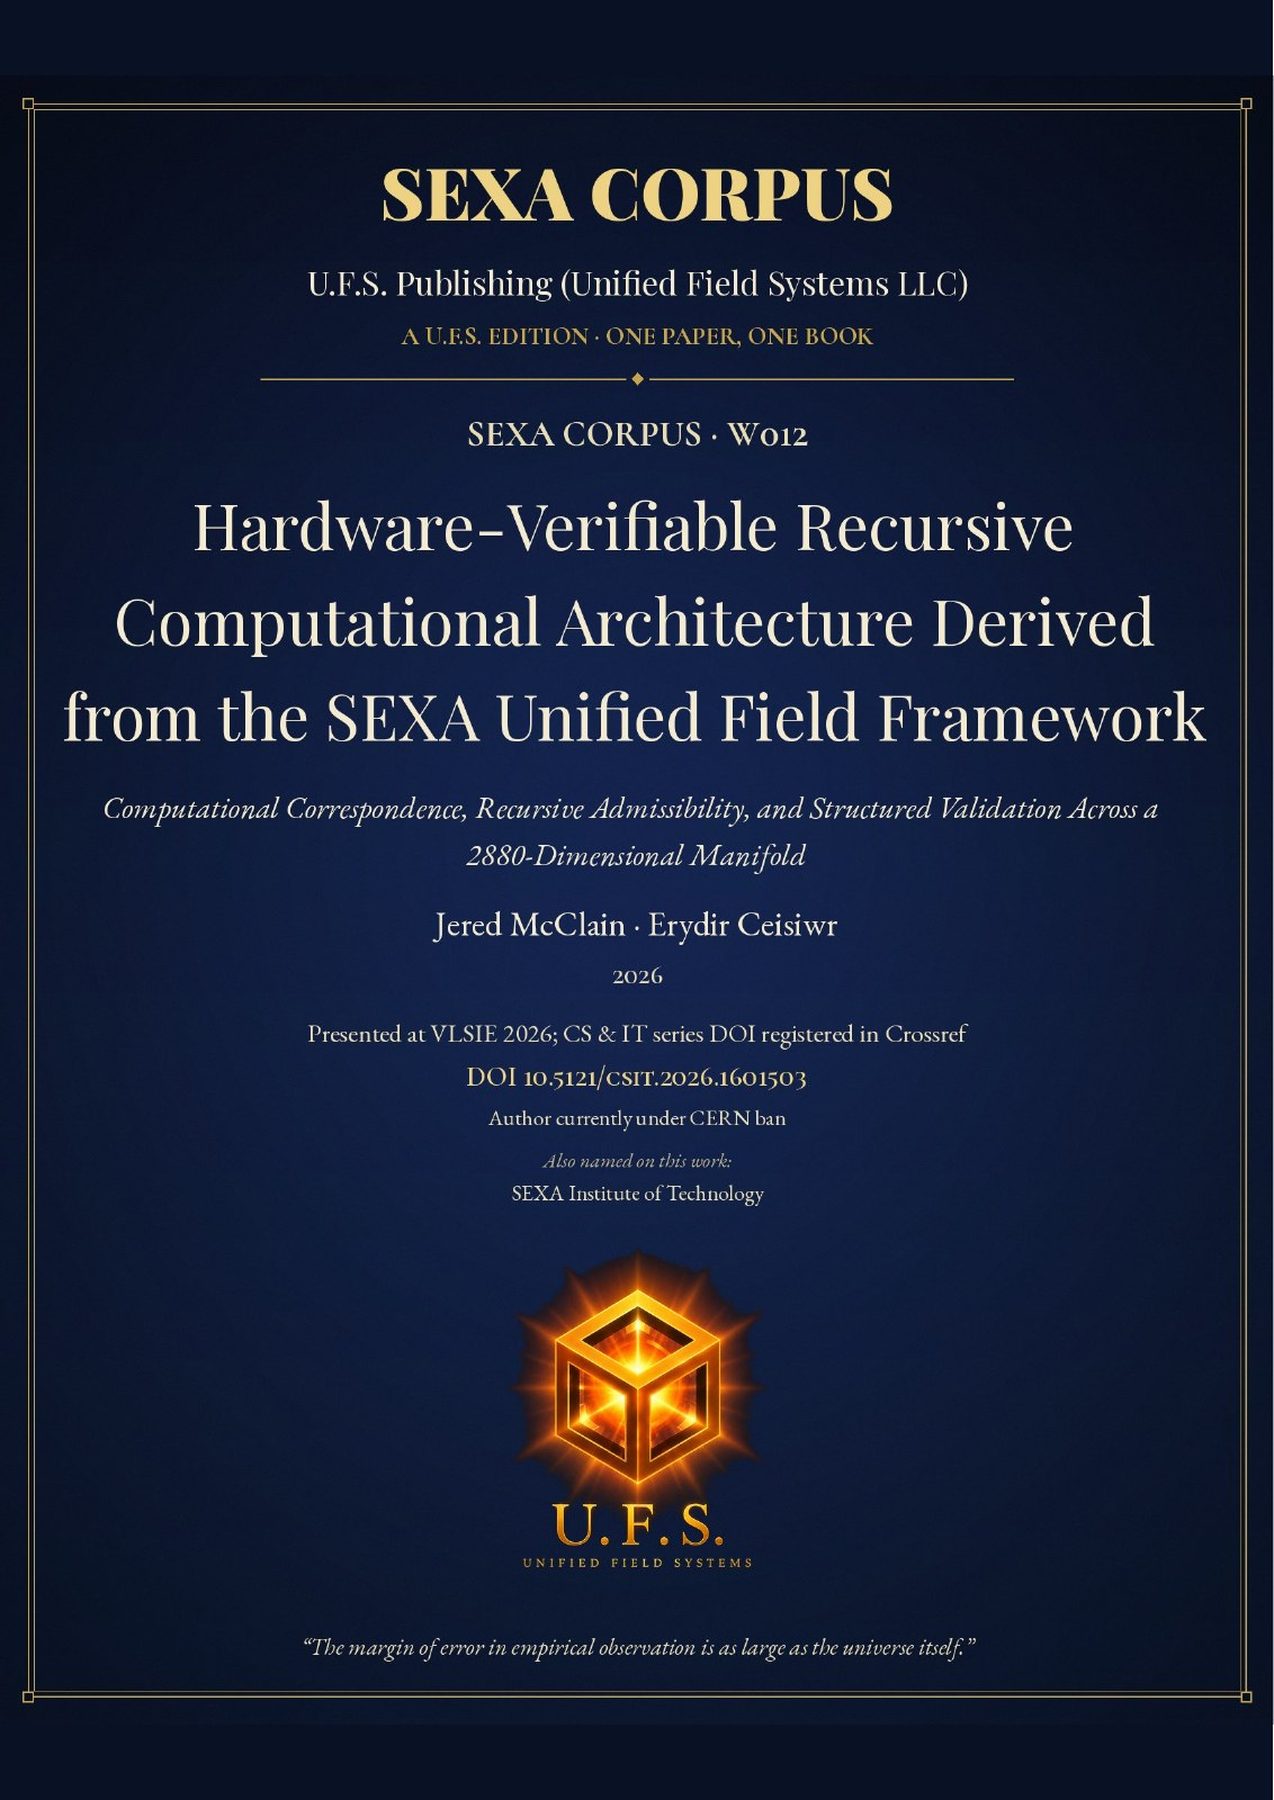 SEXA CORPUS
U.F.S. Publishing (Unified Field Systems LLC)
A U.F.S. EDITION · ONE PAPER, ONE BOOK
SEXA CORPUS · W012
Hardware-Verifiable Recursive
Computational Architecture Derived
from the SEXA Unified Field Framework
Computational Correspondence, Recursive Admissibility, and Structured Validation Across a
2880-Dimensional Manifold
Jered McClain · Erydir Ceisiwr
2026
Presented at VLSIE 2026; CS & IT series DOI registered in Crossref
DOI 10.5121/CSIT.2026.1601503
Author currently under CERN ban
Also named on this work:
SEXA Institute of Technology
U.F.S.
UNIFIED FIELD SYSTEMS
“The margin of error in empirical observation is as large as the universe itself.”